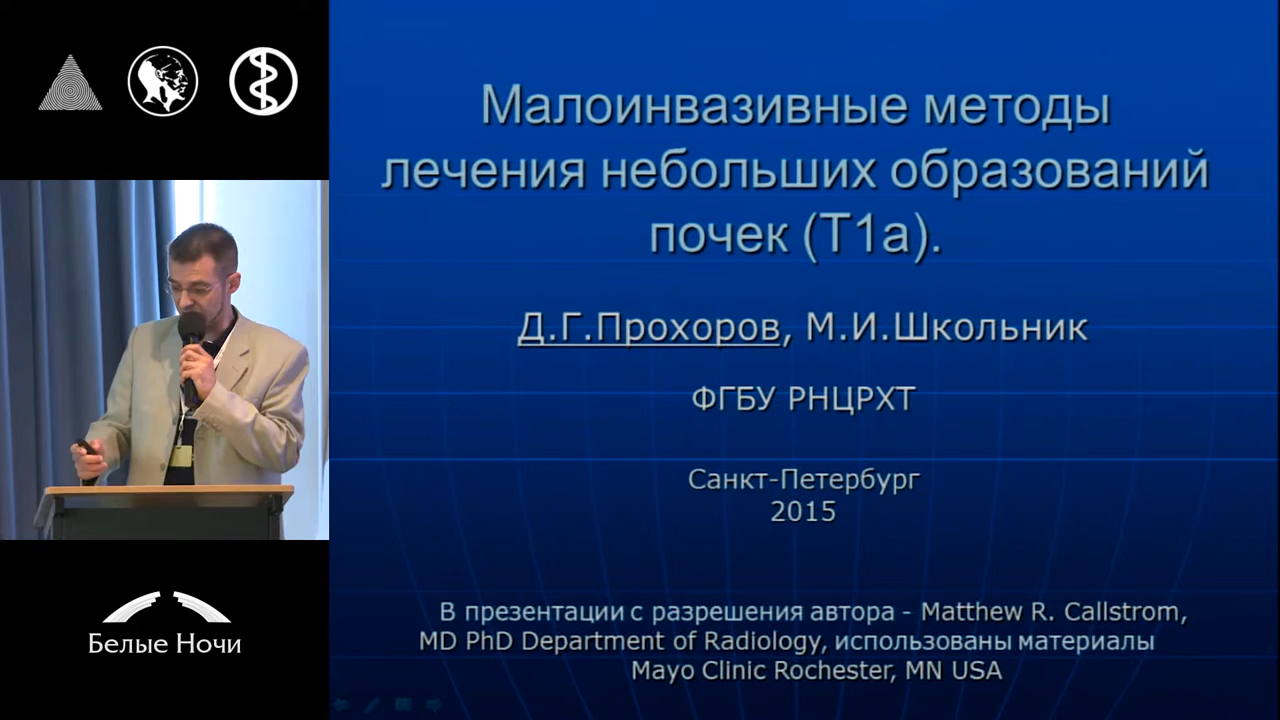 Малоинвазивные методы
лечения небольших образований
почек (T1a).
Д.Г.Прохоров, М.И.Школьник
ФГБУ РНЦРХТ
Санкт-Петербург
2015
В презентации с разрешения автора - Matthew R. Callstrom,
MD PhD Department of Radiology, использованы материалы
Mayo Clinic Rochester, MN USA
Белые Ночи